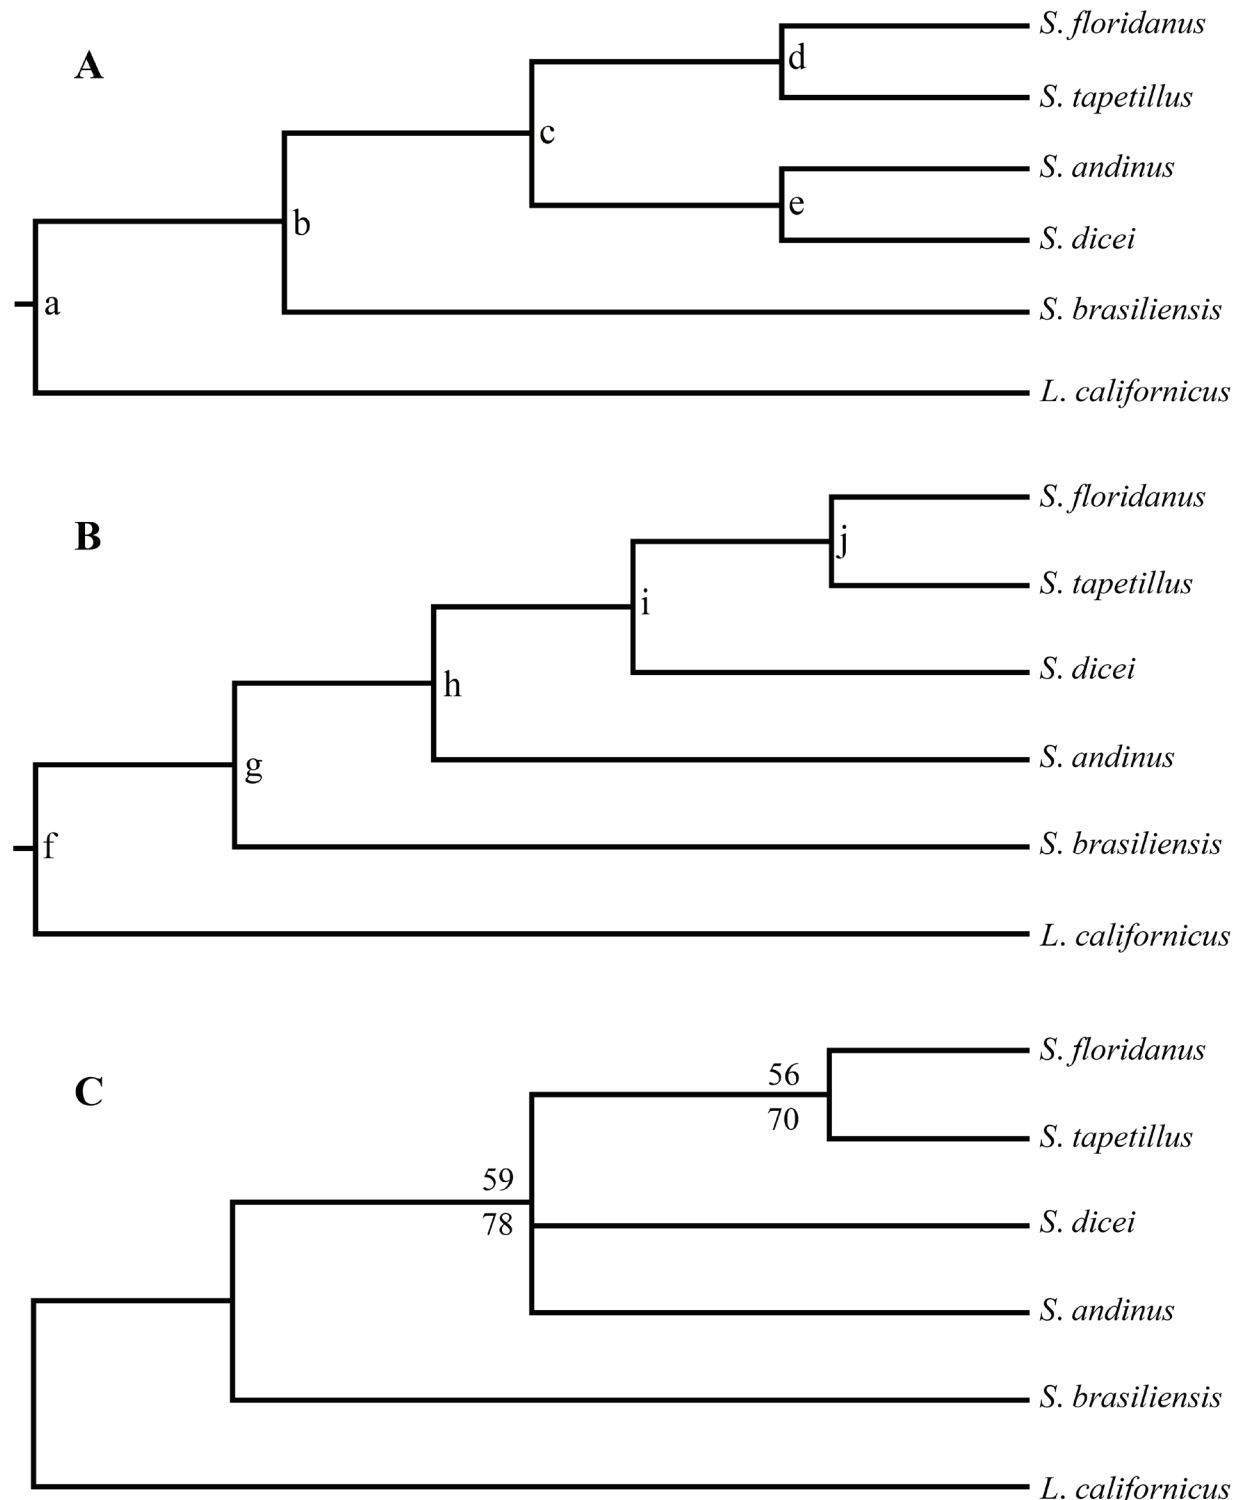 A
S. floridanus
d
S. tapetillus
c
S. andinus
e
S. dicei
b
a
S. brasiliensis
L. californicus
B
S. floridanus
j
S. tapetillus
i
S. dicei
h
S. andinus
g
f
S. brasiliensis
L. californicus
C
S. floridanus
56
70
S. tapetillus
59
78
S. dicei
S. andinus
S. brasiliensis
L. californicus